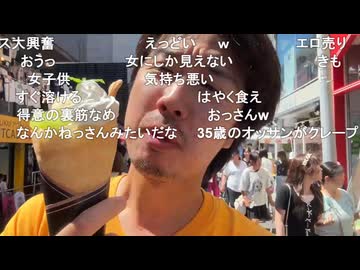 ス大興奮　えっどい　ｗ　エロ売り
おうっ　女にしか見えない　きも
女子供　気持ち悪い
すぐ溶ける　はやく食え
得意の裏筋なめ　おっさんｗ
なんかねっさんみたいだな　35歳のオッサンがクレープ